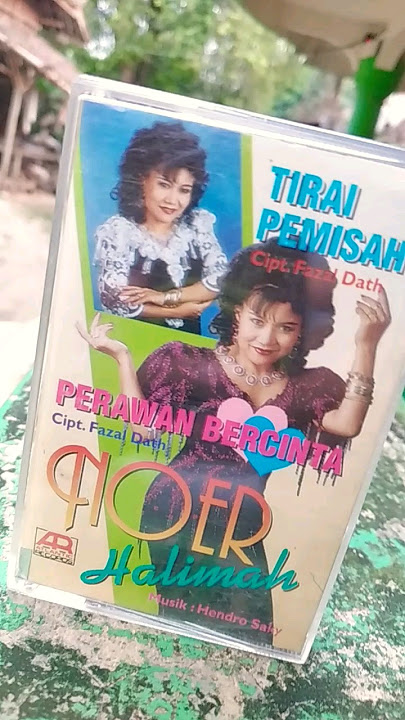 TIRAI
PEMISAH
Cipt. Fazal Dath
PERAWAN BERCINTA
Cipt. Fazal Dath
NOER
Halimah
Musik : Hendro Saky